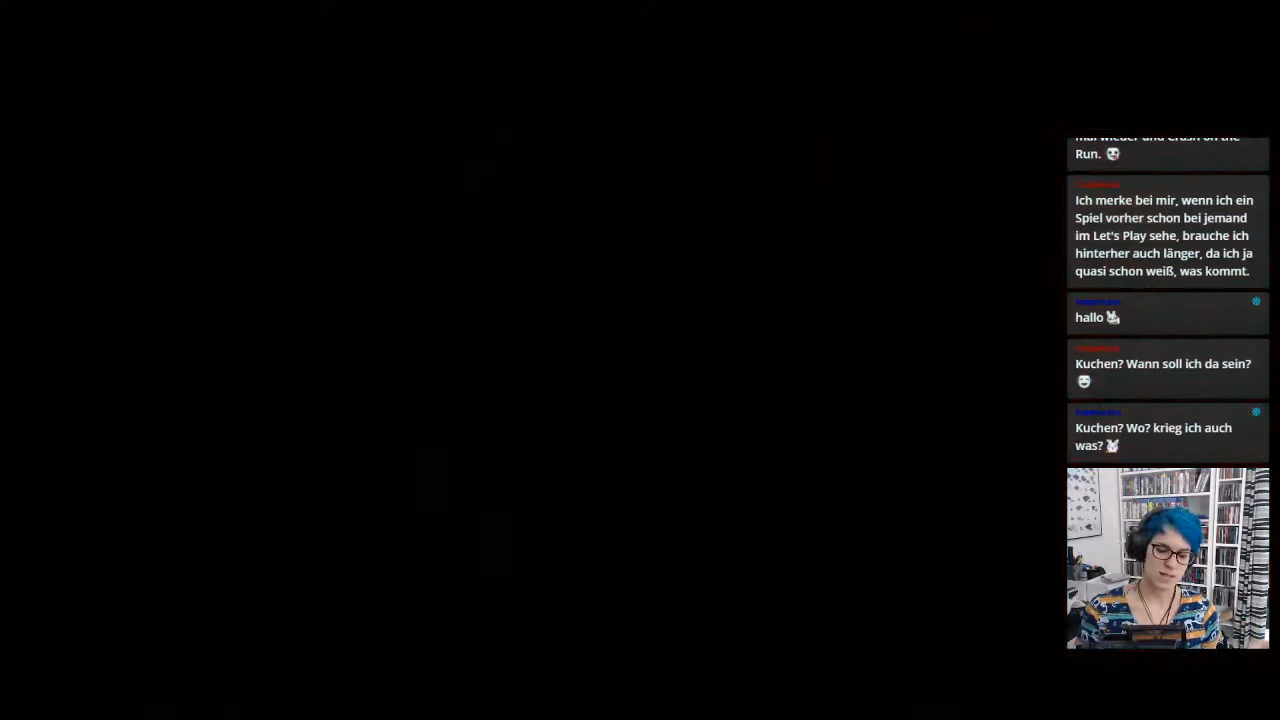 Run.
Ich merke bei mir, wenn ich ein
Spiel vorher schon bei jemand
im Let's Play sehe, brauche ich
hinterher auch länger, da ich ja
quasi schon weiß, was kommt.
hallo
Kuchen? Wann soll ich da sein?
Kuchen? Wo? krieg ich auch
was?